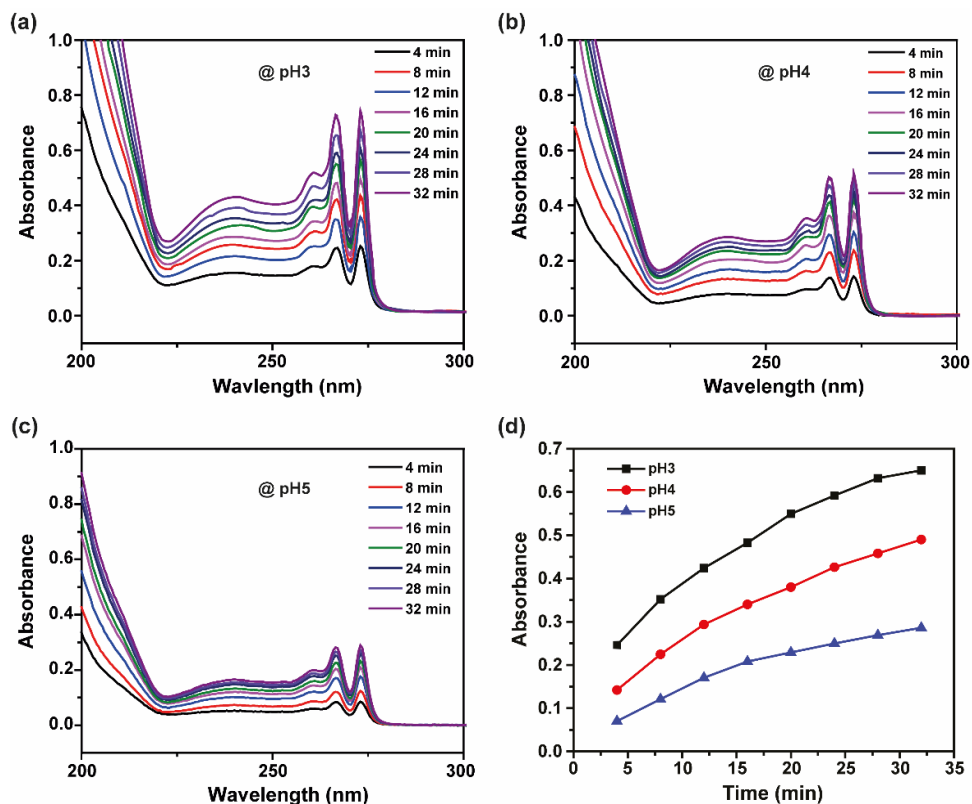 (a)
Absorbance
1.0
0.8
0.6
0.4
0.2
0.0
@ pH3
4 min
8 min
12 min
16 min
20 min
24 min
28 min
32 min
200
250
300
Wavelength (nm)
(b)
Absorbance
1.0
0.8
0.6
0.4
0.2
0.0
@ pH4
4 min
8 min
12 min
16 min
20 min
24 min
28 min
32 min
200
250
300
Wavelength (nm)
(c)
Absorbance
1.0
0.8
0.6
0.4
0.2
0.0
@ pH5
4 min
8 min
12 min
16 min
20 min
24 min
28 min
32 min
200
250
300
Wavelength (nm)
(d)
Absorbance
0.7
0.6
0.5
0.4
0.3
0.2
0.1
0.0
pH3
pH4
pH5
0
5
10
15
20
25
30
35
Time (min)